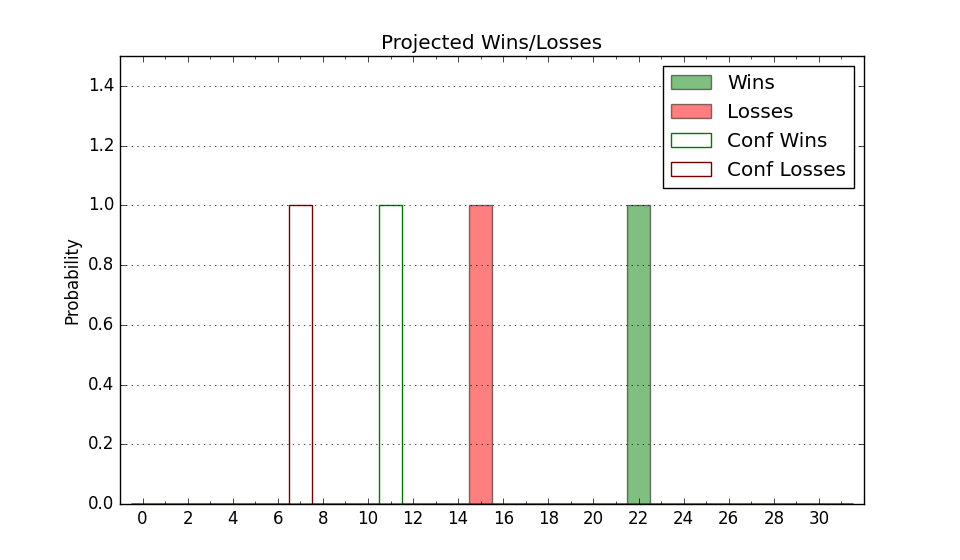 Projected Wins/Losses
Wins
Losses
Conf Wins
Conf Losses
Probability
1.4
1.2
1.0
0.8
0.6
0.4
0.2
0.0
0 2 4 6 8 10 12 14 16 18 20 22 24 26 28 30